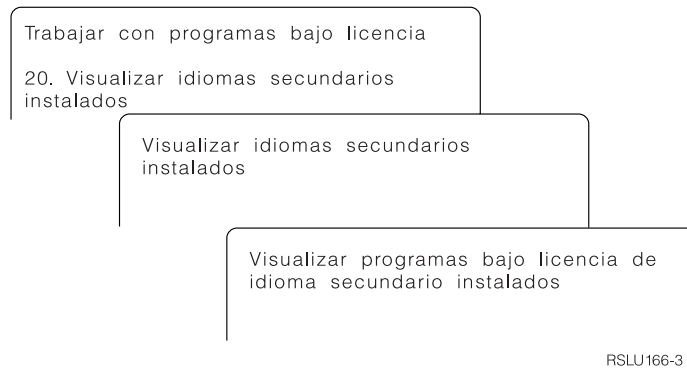 Trabajar con programas bajo licencia
20. Visualizar idiomas secundarios
instalados
Visualizar idiomas secundarios
instalados
Visualizar programas bajo licencia de
idioma secundario instalados
RSLU166-3